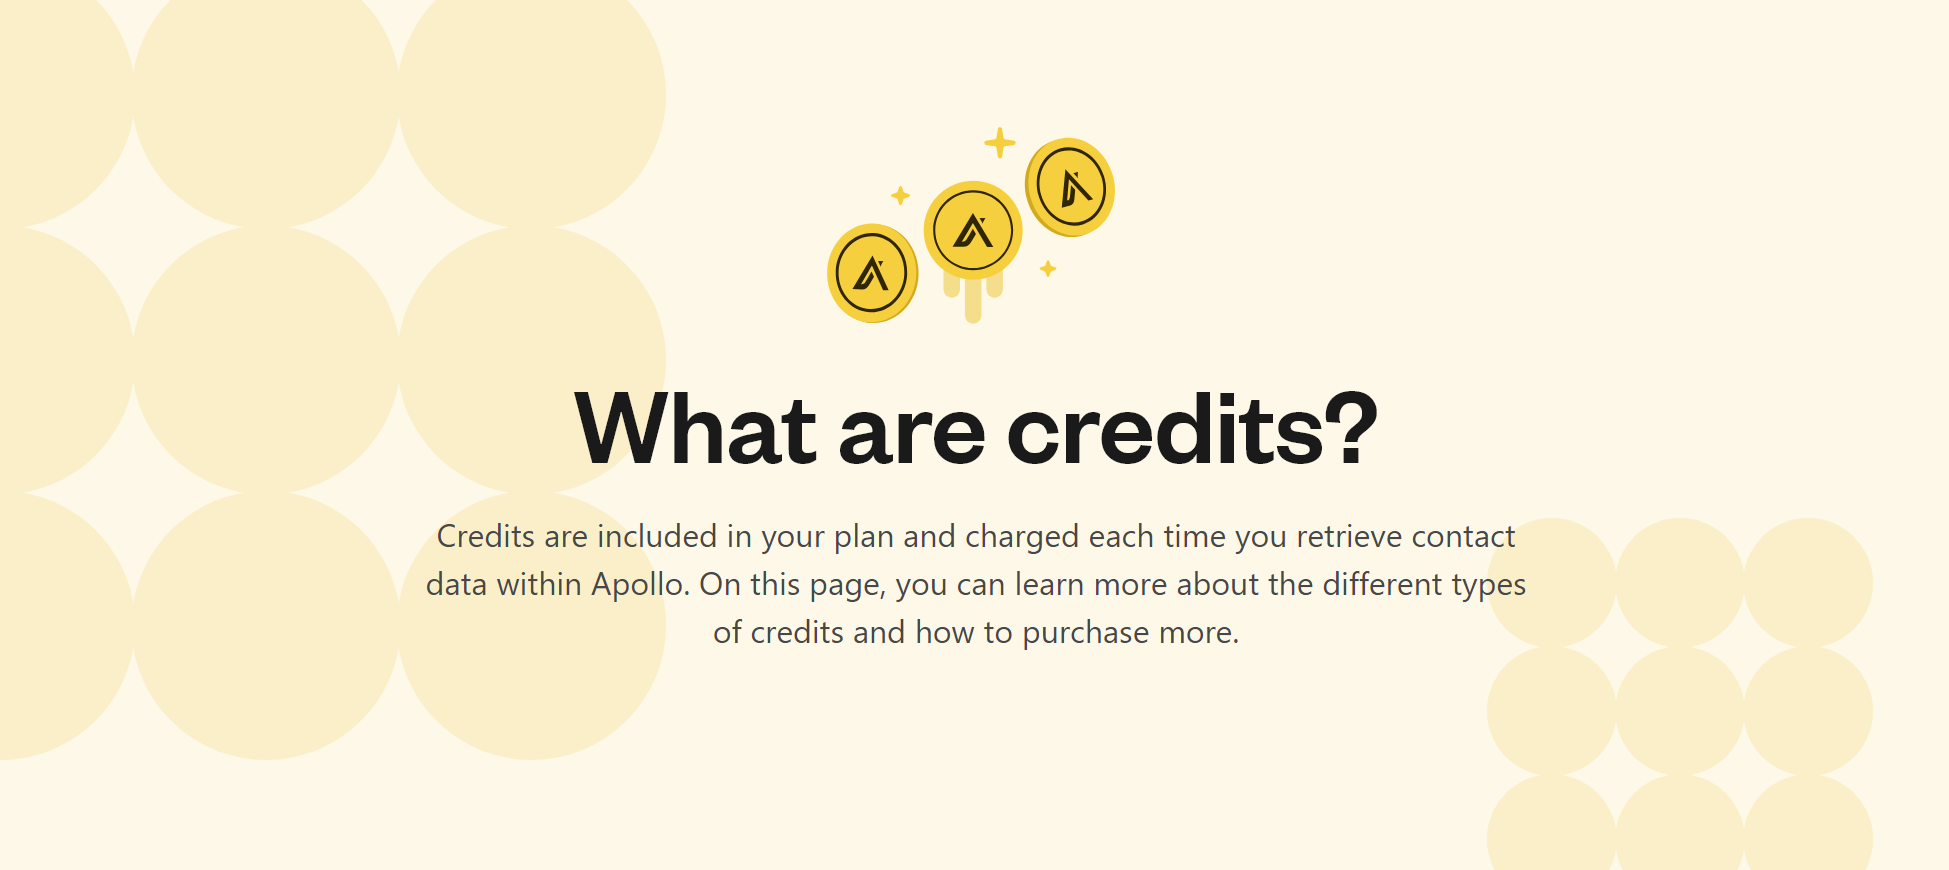 What are credits?
Credits are included in your plan and charged each time you retrieve contact
data within Apollo. On this page, you can learn more about the different types
of credits and how to purchase more.